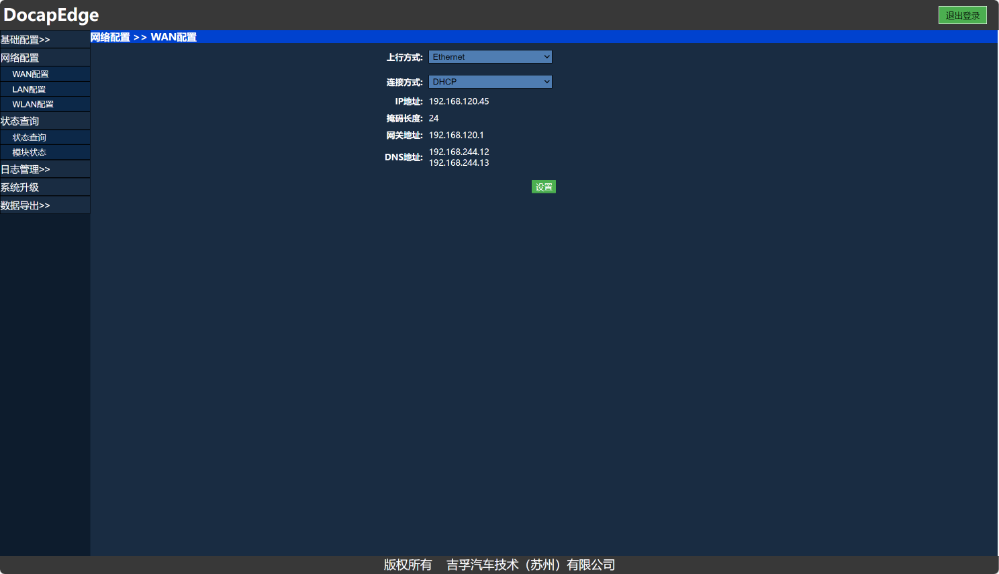 DocapEdge
退出登录
基础配置>>
网络配置
WAN配置
LAN配置
WLAN配置
状态查询
状态查询
模块状态
日志管理>>
系统升级
数据导出>>
网络配置 >> WAN配置
上行方式: Ethernet
连接方式: DHCP
IP地址: 192.168.120.45
掩码长度: 24
网关地址: 192.168.120.1
DNS地址: 192.168.244.12
192.168.244.13
设置
版权所有 吉孚汽车技术（苏州）有限公司